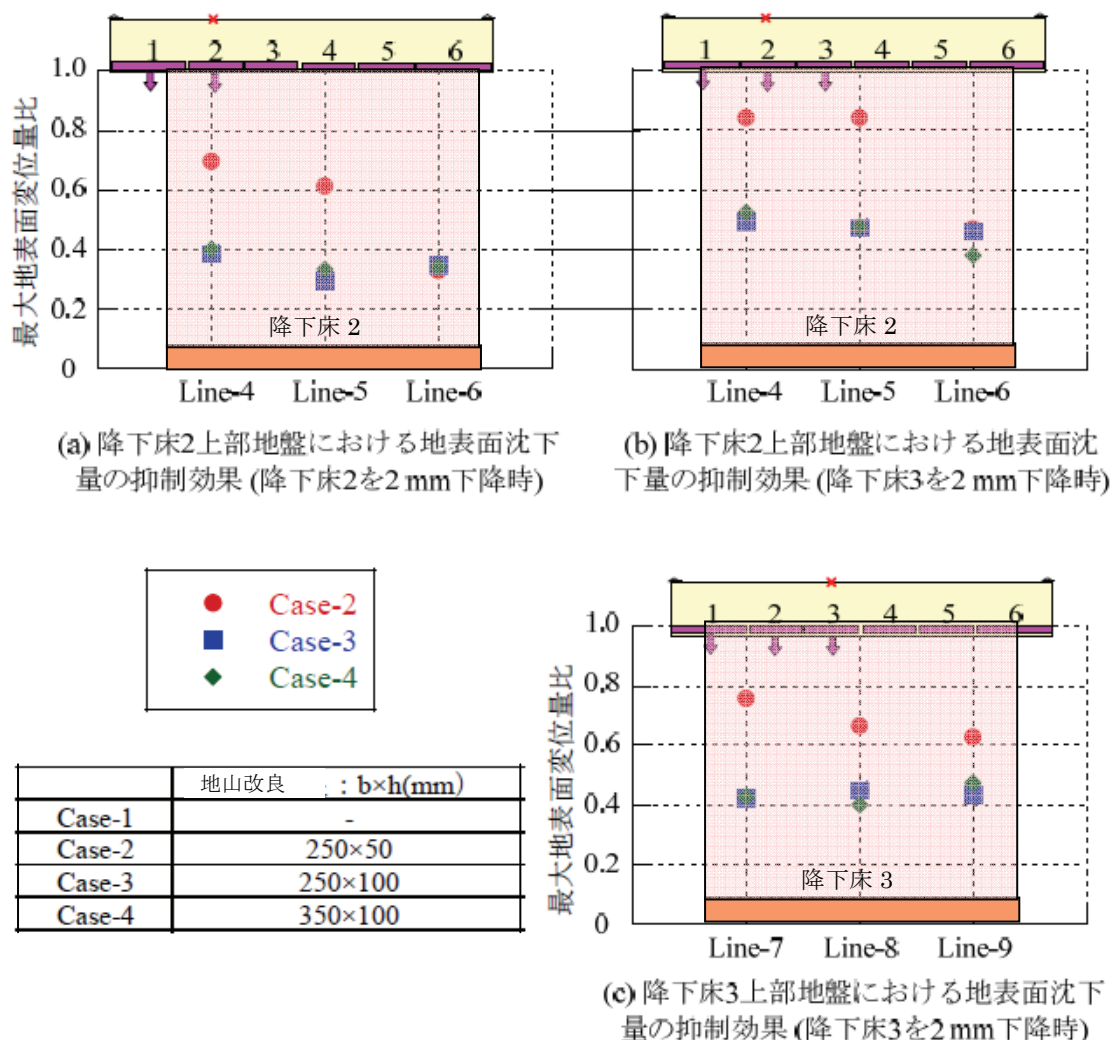 1 2 3 4 5 6
1.0
0.8
0.6
0.4
0.2
0
最大地表面変位量比
降下床 2
Line-4 Line-5 Line-6
(a) 降下床2上部地盤における地表面沈下
量の抑制効果 (降下床2を2 mm下降時)
1 2 3 4 5 6
降下床 2
Line-4 Line-5 Line-6
(b) 降下床2上部地盤における地表面沈
下量の抑制効果 (降下床3を2 mm下降時)
Case-2
Case-3
Case-4
地山改良 : b×h(mm)
Case-1 -
Case-2 250×50
Case-3 250×100
Case-4 350×100
1 2 3 4 5 6
1.0
0.8
0.6
0.4
0.2
0
最大地表面変位量比
降下床 3
Line-7 Line-8 Line-9
(c) 降下床3上部地盤における地表面沈下
量の抑制効果 (降下床3を2 mm下降時)